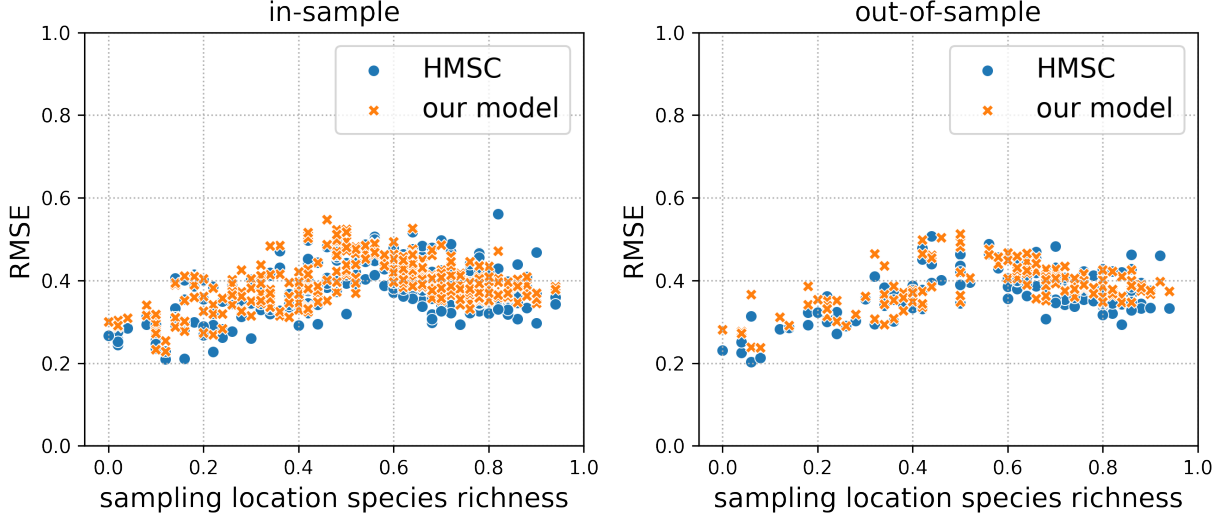 in-sample
1.0
0.8
0.6
0.4
0.2
0.0
RMSE
HMSC
our model
0.0 0.2 0.4 0.6 0.8 1.0
sampling location species richness
out-of-sample
1.0
0.8
0.6
0.4
0.2
0.0
RMSE
HMSC
our model
0.0 0.2 0.4 0.6 0.8 1.0
sampling location species richness